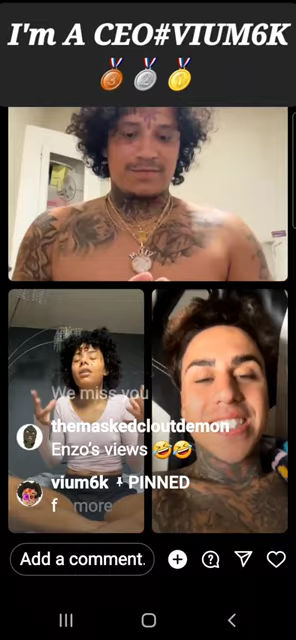 I'm A CEO#VIUM6K
We miss you
themaskedcloutdemon
Enzo's views 🤣🤣
vium6k 📌 PINNED
f more
Add a comment.